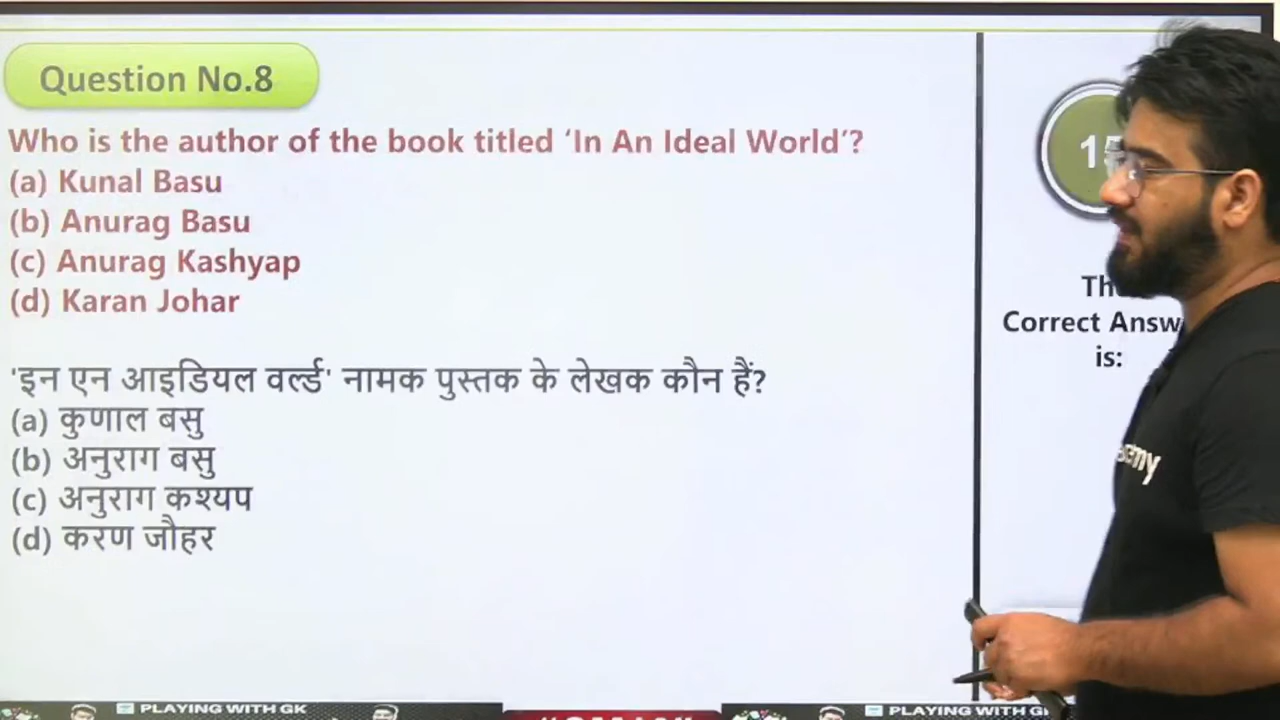 Question No.8
Who is the author of the book titled ‘In An Ideal World’?
(a) Kunal Basu
(b) Anurag Basu
(c) Anurag Kashyap
(d) Karan Johar
'इन एन आइडियल वर्ल्ड' नामक पुस्तक के लेखक कौन हैं?
(a) कुणाल बसु
(b) अनुराग बसु
(c) अनुराग कश्यप
(d) करण जौहर
15
Correct Answ
is:
PLAYING WITH GK
PLAYING WITH G